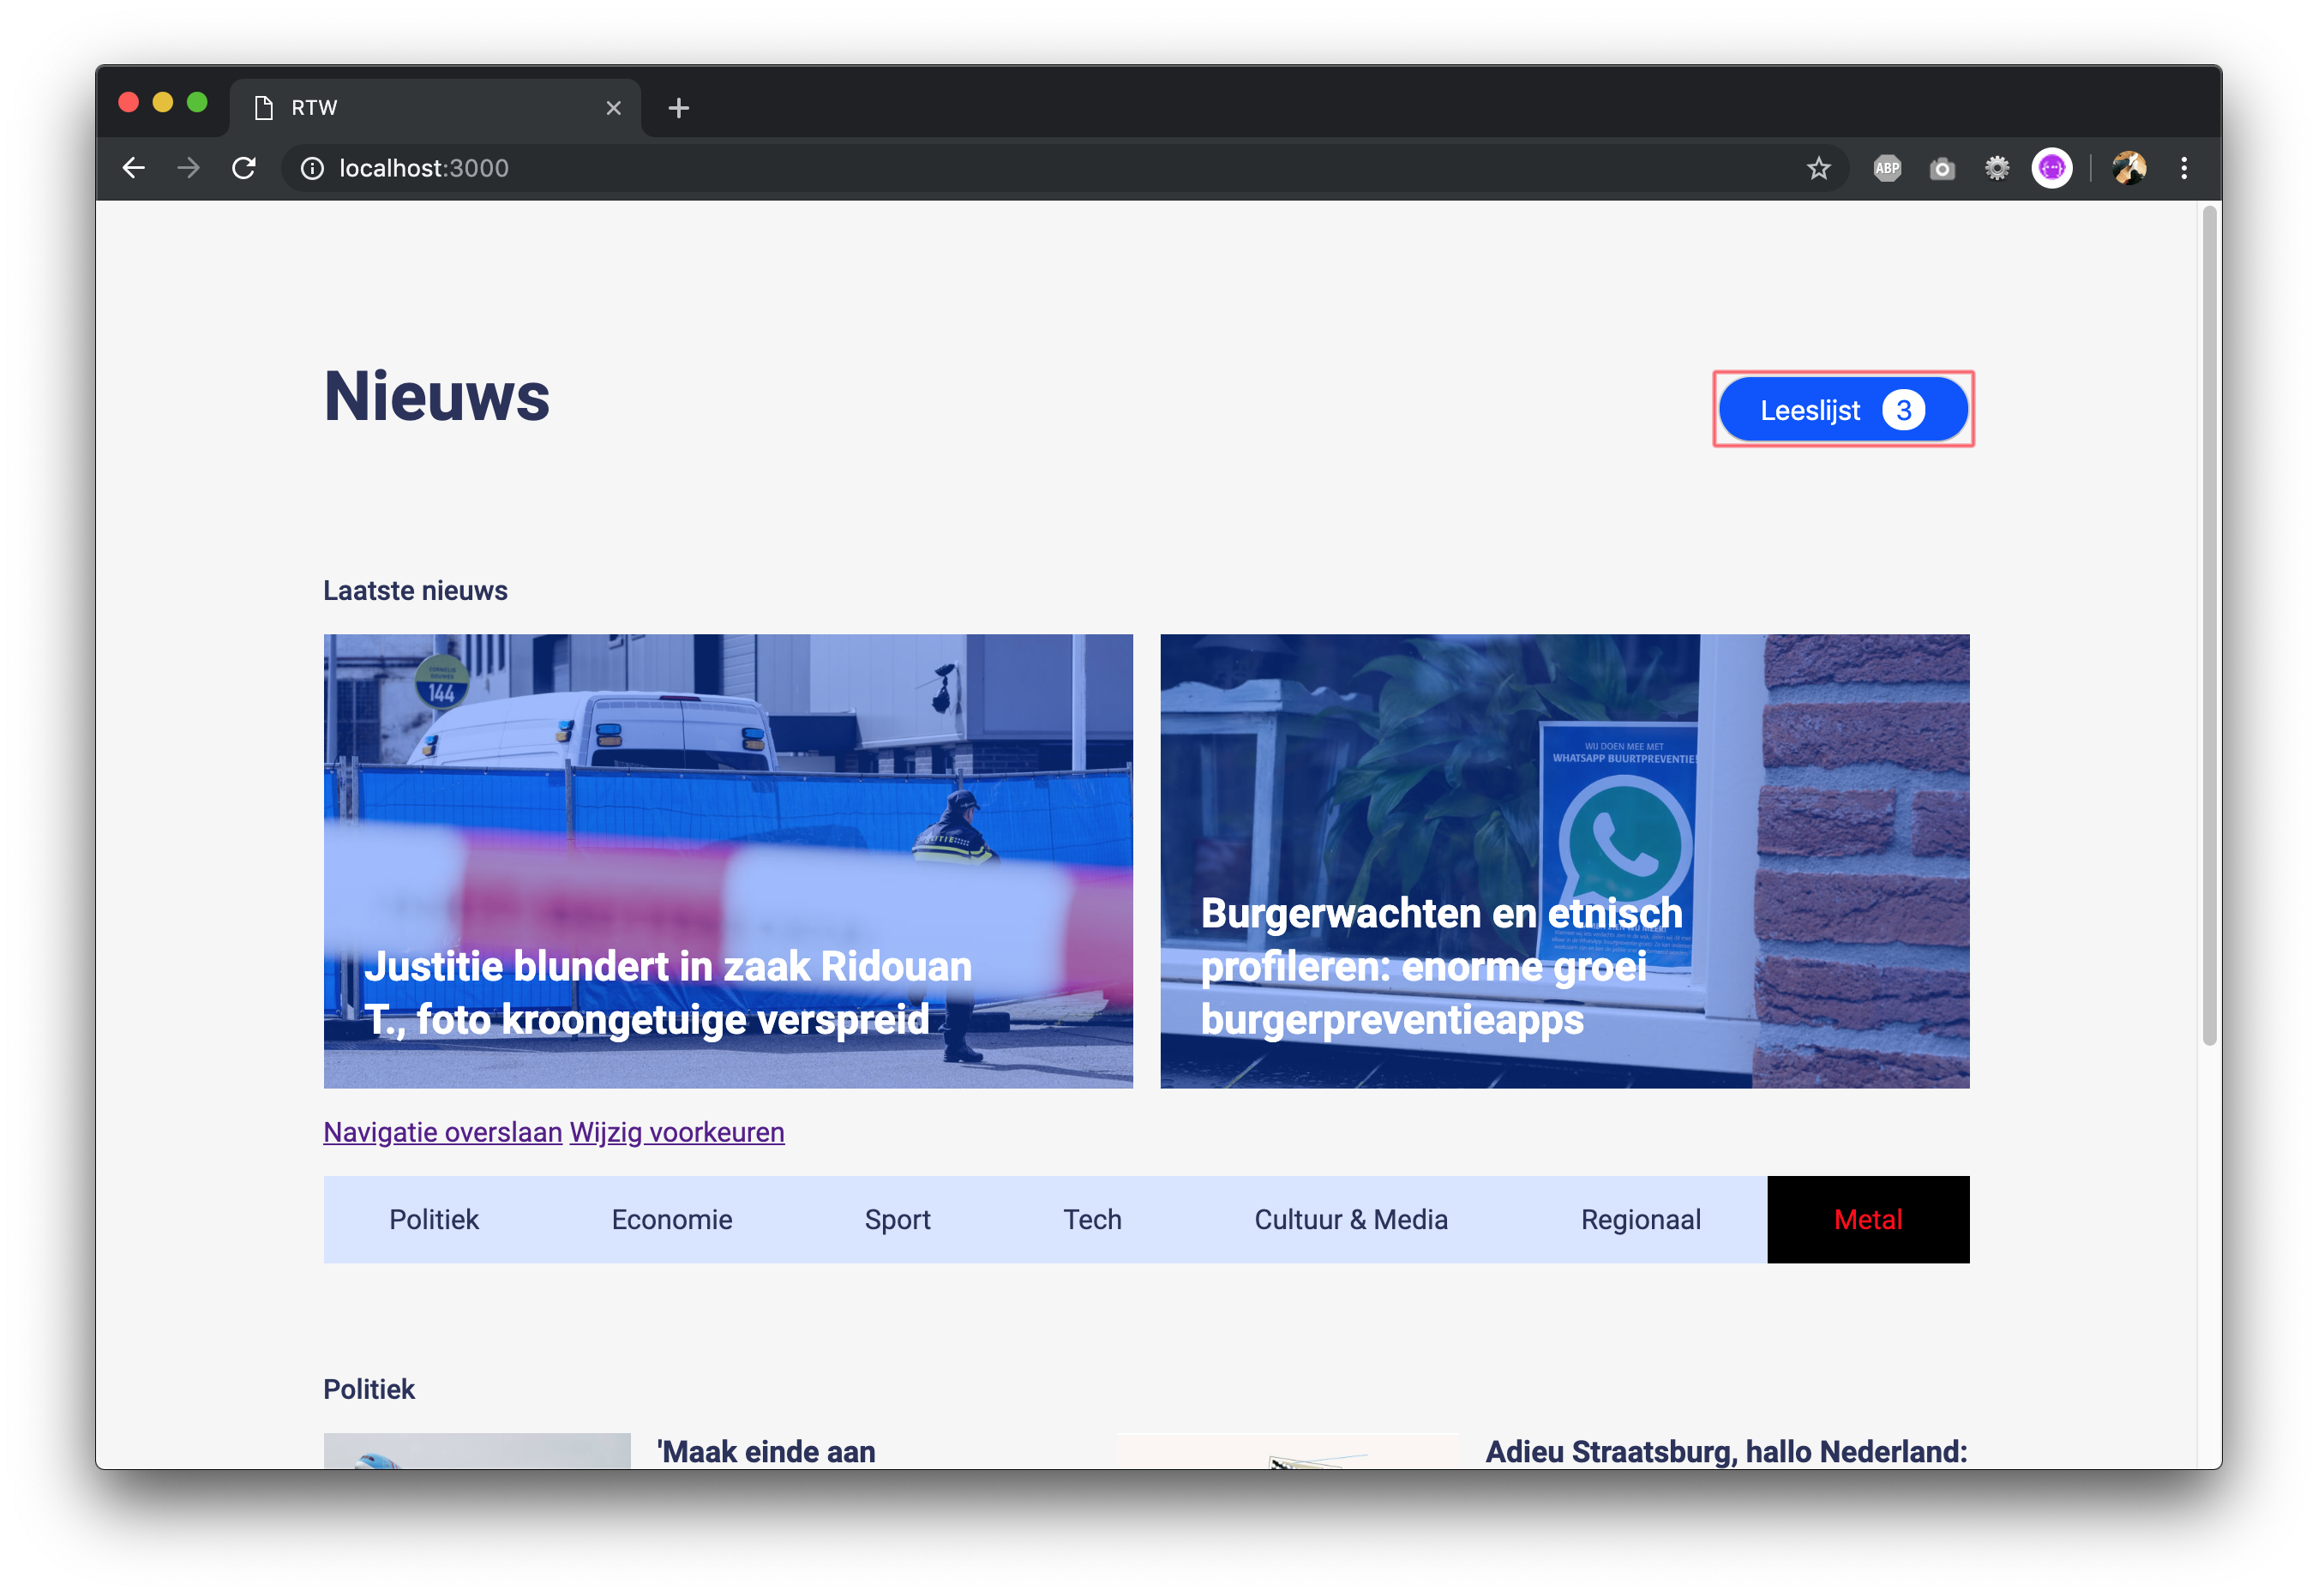 RTW
localhost:3000
ABP
Nieuws
Leeslijst 3
Laatste nieuws
144
POLITIE
Justitie blundert in zaak Ridouan
T., foto kroongetuige verspreid
WIJ DOEN MEE MET
WHATSAPP BUURTPREVENTIE!
Burgerwachten en etnisch
profileren: enorme groei
burgerpreventieapps
Navigatie overslaan Wijzig voorkeuren
Politiek Economie Sport Tech Cultuur & Media Regionaal Metal
Politiek
'Maak einde aan
Adieu Straatsburg, hallo Nederland: